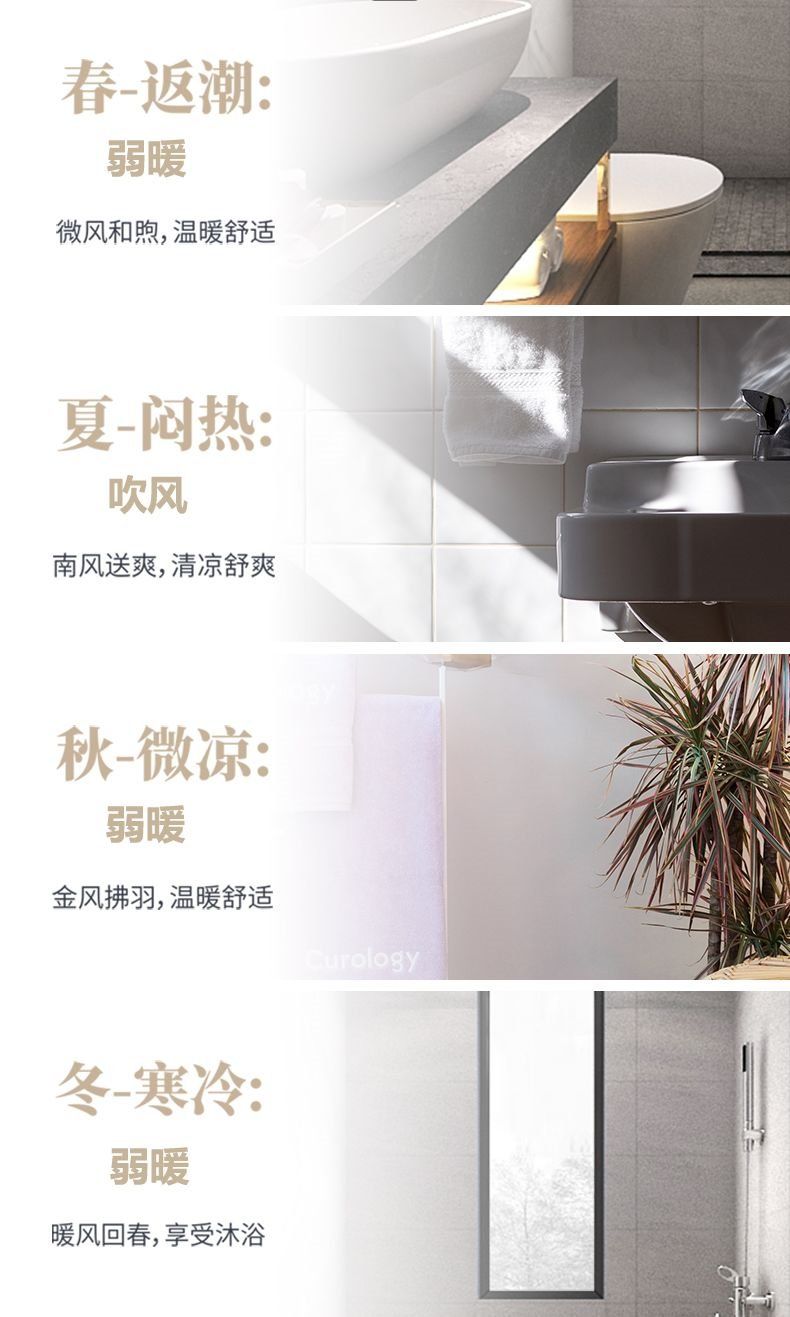 春-返潮:
弱暖
微风和煦,温暖舒适
夏-闷热:
吹风
南风送爽,清凉舒爽
秋-微凉:
弱暖
金风拂羽,温暖舒适
Curology
冬-寒冷:
弱暖
暖风回春,享受沐浴